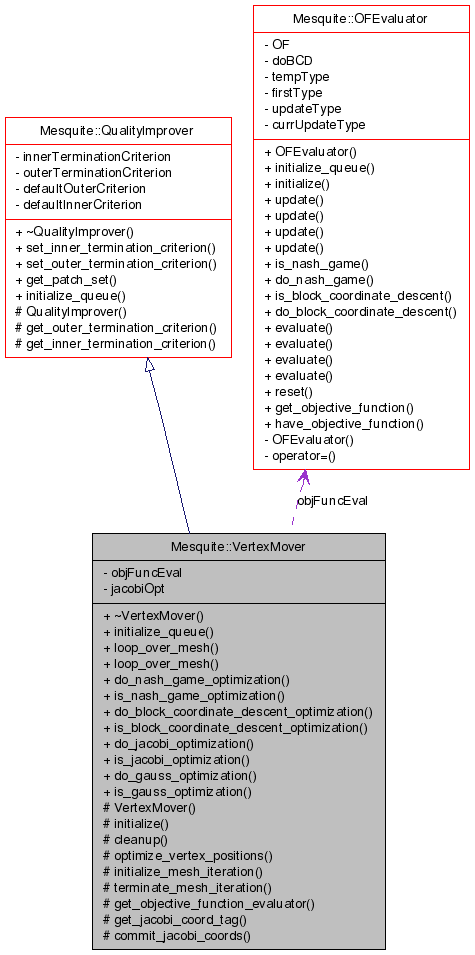 Mesquite::OFEvaluator
- OF
- doBCD
- tempType
- firstType
- updateType
- currUpdateType
+ OFEvaluator()
+ initialize_queue()
+ initialize()
+ update()
+ update()
+ update()
+ update()
+ is_nash_game()
+ do_nash_game()
+ is_block_coordinate_descent()
+ do_block_coordinate_descent()
+ evaluate()
+ evaluate()
+ evaluate()
+ evaluate()
+ reset()
+ get_objective_function()
+ have_objective_function()
- OFEvaluator()
- operator=()
Mesquite::QualityImprover
- innerTerminationCriterion
- outerTerminationCriterion
- defaultOuterCriterion
- defaultInnerCriterion
+ ~QualityImprover()
+ set_inner_termination_criterion()
+ set_outer_termination_criterion()
+ get_patch_set()
+ initialize_queue()
# QualityImprover()
# get_outer_termination_criterion()
# get_inner_termination_criterion()
objFuncEval
Mesquite::VertexMover
- objFuncEval
- jacobiOpt
+ ~VertexMover()
+ initialize_queue()
+ loop_over_mesh()
+ loop_over_mesh()
+ do_nash_game_optimization()
+ is_nash_game_optimization()
+ do_block_coordinate_descent_optimization()
+ is_block_coordinate_descent_optimization()
+ do_jacobi_optimization()
+ is_jacobi_optimization()
+ do_gauss_optimization()
+ is_gauss_optimization()
# VertexMover()
# initialize()
# cleanup()
# optimize_vertex_positions()
# initialize_mesh_iteration()
# terminate_mesh_iteration()
# get_objective_function_evaluator()
# get_jacobi_coord_tag()
# commit_jacobi_coords()